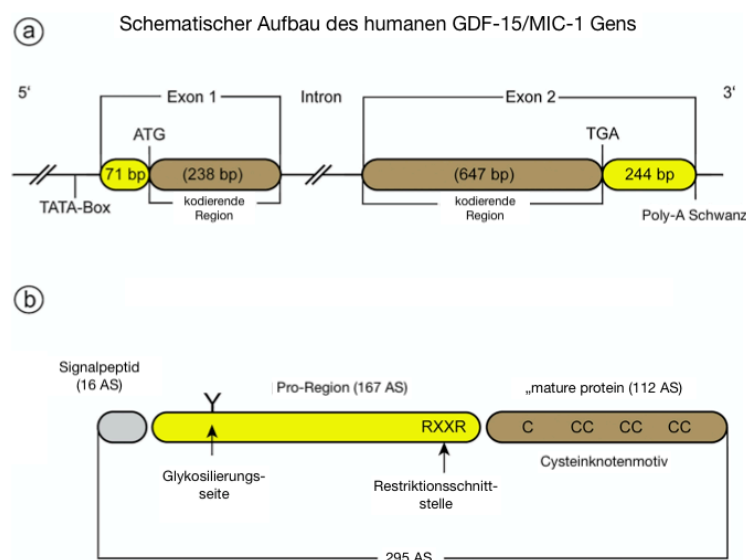 Schematischer Aufbau des humanen GDF-15/MIC-1 Gens
a
5‘
Exon 1
Intron
Exon 2
3‘
ATG
TGA
71 bp
(238 bp)
(647 bp)
244 bp
TATA-Box
kodierende
Region
kodierende
Region
Poly-A Schwanz
b
Signalpeptid
(16 AS)
Pro-Region (167 AS)
„mature protein (112 AS)
Y
RXXR
C CC CC CC
Glykosilierungs-
seite
Restriktionsschnitt-
stelle
Cysteinknotenmotiv
295 AS